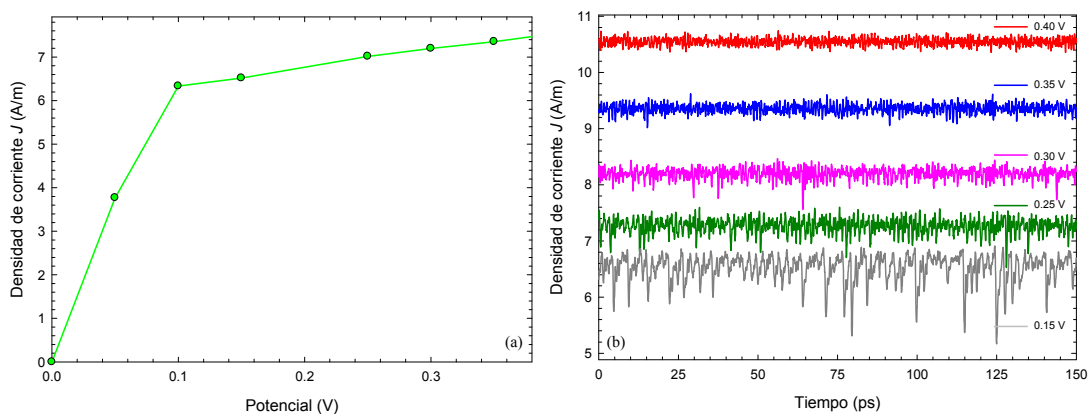 7
6
5
4
3
2
1
0
0.0
0.1
0.2
0.3
Densidad de corriente J (A/m)
Potencial (V)
(a)
11
10
9
8
7
6
5
0
25
50
75
100
125
150
Densidad de corriente J (A/m)
Tiempo (ps)
(b)
0.40 V
0.35 V
0.30 V
0.25 V
0.15 V